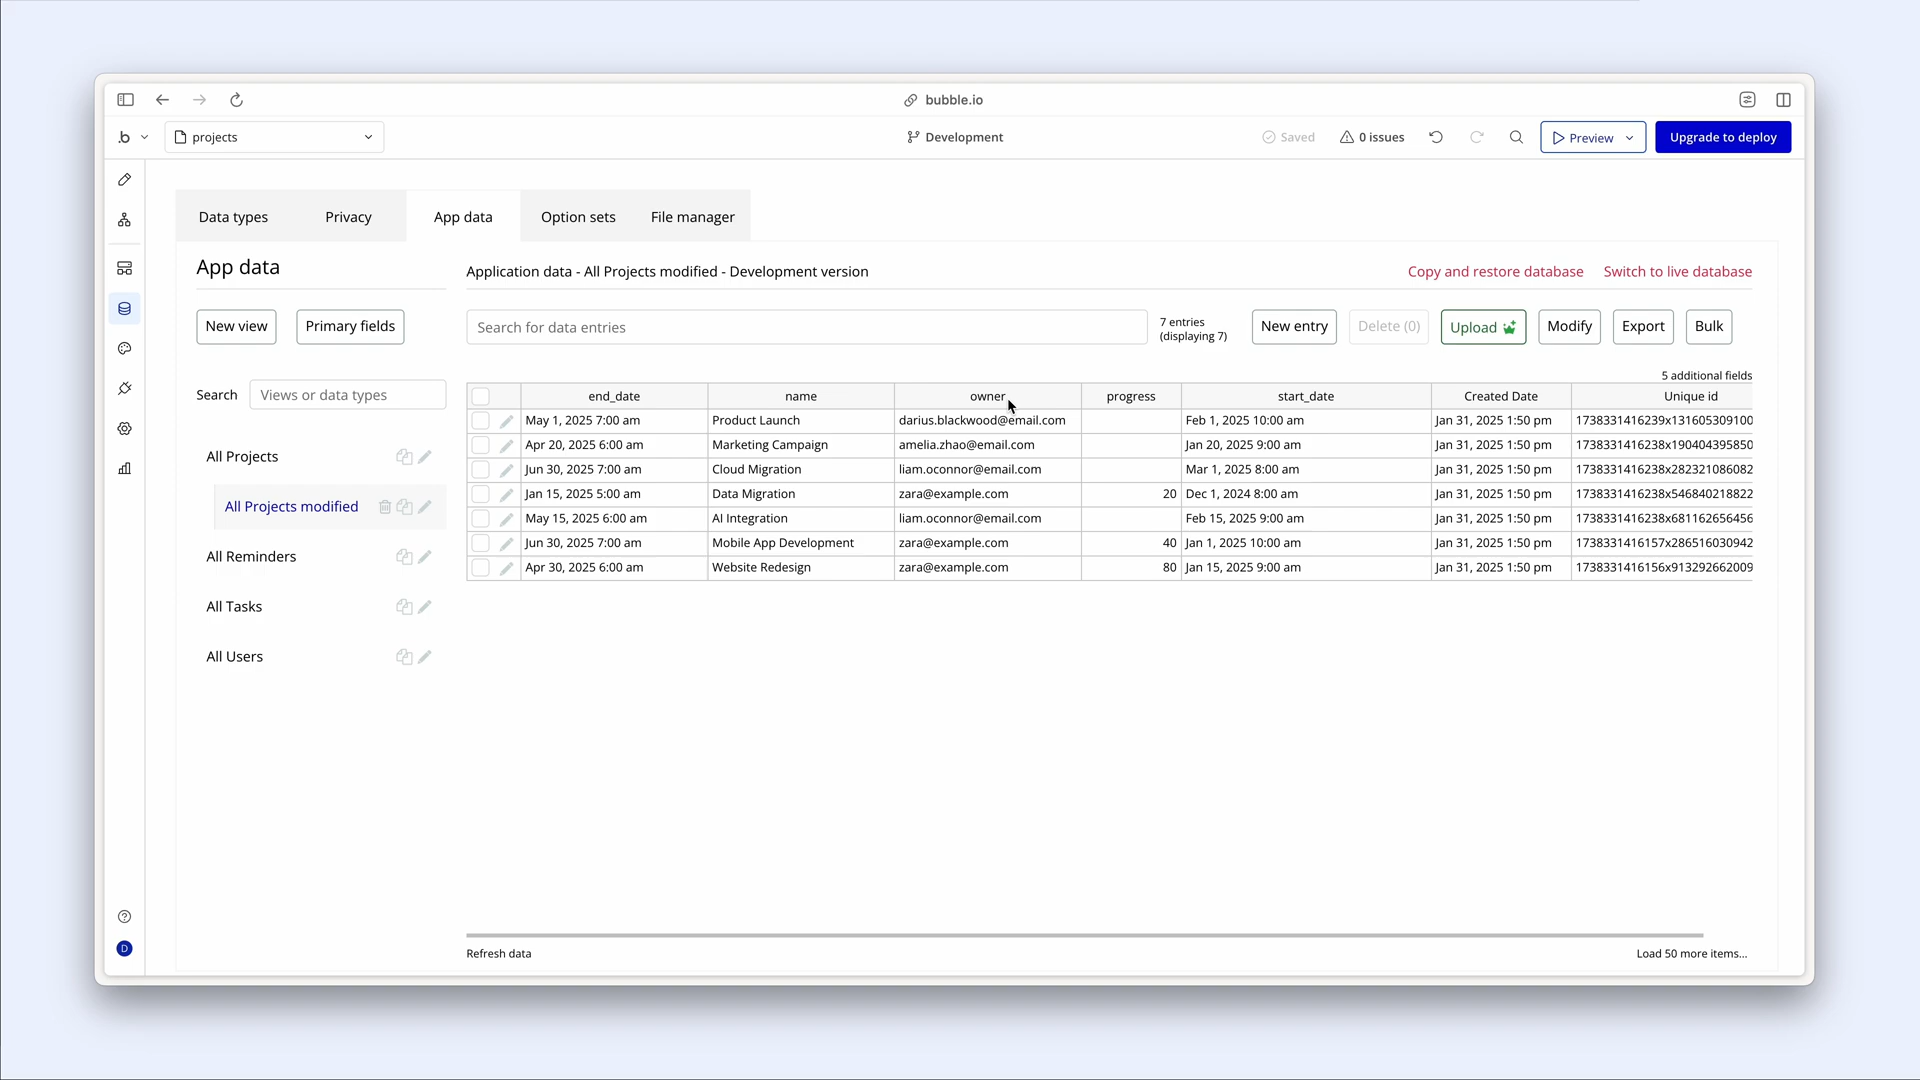 bubble.io
.b
projects
Development
Saved
0 issues
Preview
Upgrade to deploy
Data types
Privacy
App data
Option sets
File manager
App data
Application data - All Projects modified - Development version
Copy and restore database
Switch to live database
New view
Primary fields
Search for data entries
7 entries
(displaying 7)
New entry
Delete (0)
Upload
Modify
Export
Bulk
Search
Views or data types
5 additional fields
end_date name owner progress start_date Created Date Unique id
May 1, 2025 7:00 am Product Launch darius.blackwood@email.com Feb 1, 2025 10:00 am Jan 31, 2025 1:50 pm 1738331416239x131605309100
Apr 20, 2025 6:00 am Marketing Campaign amelia.zhao@email.com Jan 20, 2025 9:00 am Jan 31, 2025 1:50 pm 1738331416238x190404395850
Jun 30, 2025 7:00 am Cloud Migration liam.oconnor@email.com Mar 1, 2025 8:00 am Jan 31, 2025 1:50 pm 1738331416238x282321086082
Jan 15, 2025 5:00 am Data Migration zara@example.com 20 Dec 1, 2024 8:00 am Jan 31, 2025 1:50 pm 1738331416238x546840218822
May 15, 2025 6:00 am AI Integration liam.oconnor@email.com Feb 15, 2025 9:00 am Jan 31, 2025 1:50 pm 1738331416238x681162656456
Jun 30, 2025 7:00 am Mobile App Development zara@example.com 40 Jan 1, 2025 10:00 am Jan 31, 2025 1:50 pm 1738331416157x286516030942
Apr 30, 2025 6:00 am Website Redesign zara@example.com 80 Jan 15, 2025 9:00 am Jan 31, 2025 1:50 pm 1738331416156x913292662009
All Projects
All Projects modified
All Reminders
All Tasks
All Users
D
Refresh data
Load 50 more items...